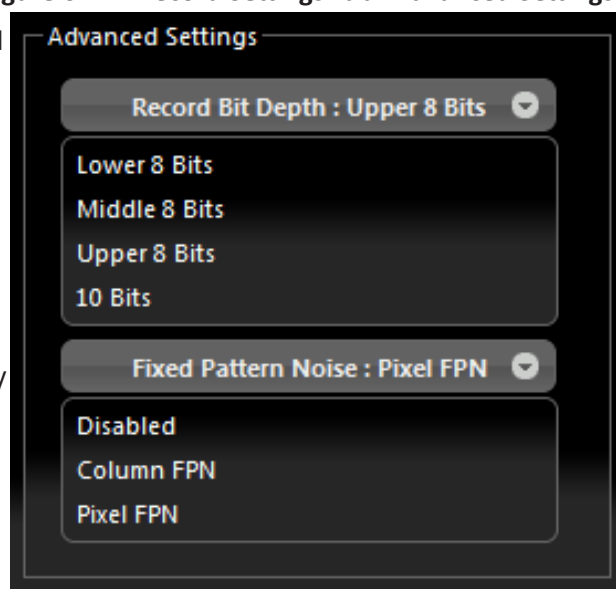 Advanced Settings
Record Bit Depth : Upper 8 Bits
Lower 8 Bits
Middle 8 Bits
Upper 8 Bits
10 Bits
Fixed Pattern Noise : Pixel FPN
Disabled
Column FPN
Pixel FPN